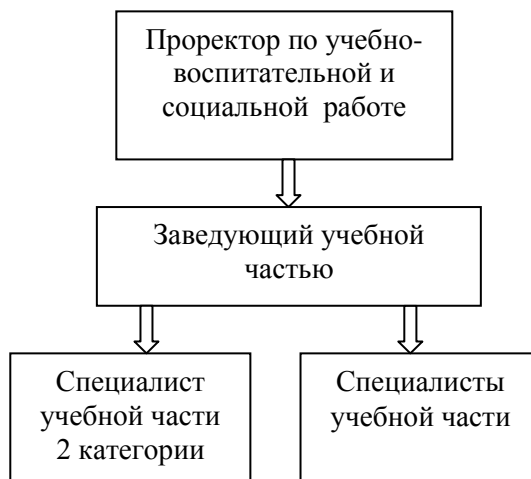 Проректор по учебно-
воспитательной и
социальной работе
Заведующий учебной
частью
Специалист
учебной части
2 категории
Специалисты
учебной части